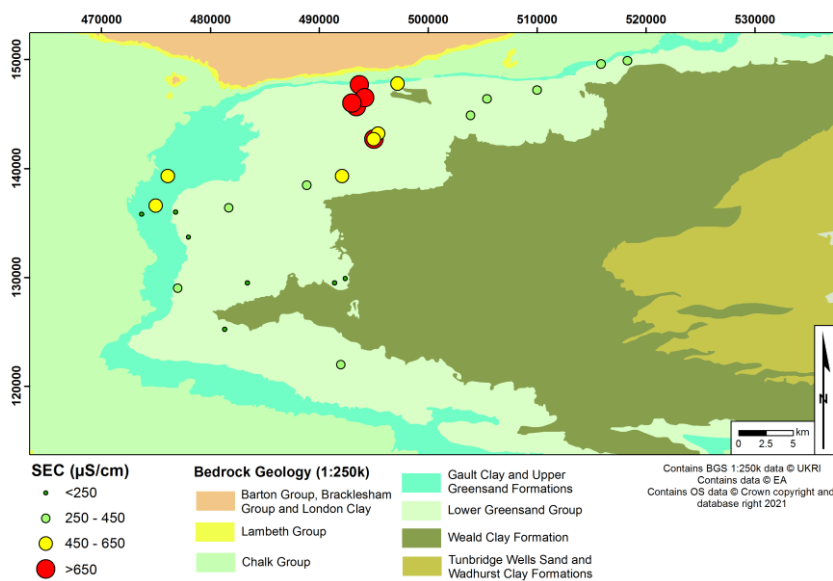 470000 480000 490000 500000 510000 520000 530000
150000
140000
130000
120000
N
km
0 2.5 5
SEC (µS/cm)
<250
250 - 450
450 - 650
>650
Bedrock Geology (1:250k)
Barton Group, Bracklesham
Group and London Clay
Lambeth Group
Chalk Group
Gault Clay and Upper
Greensand Formations
Lower Greensand Group
Weald Clay Formation
Tunbridge Wells Sand and
Wadhurst Clay Formations
Contains BGS 1:250k data © UKRI
Contains data © EA
Contains OS data © Crown copyright and
database right 2021